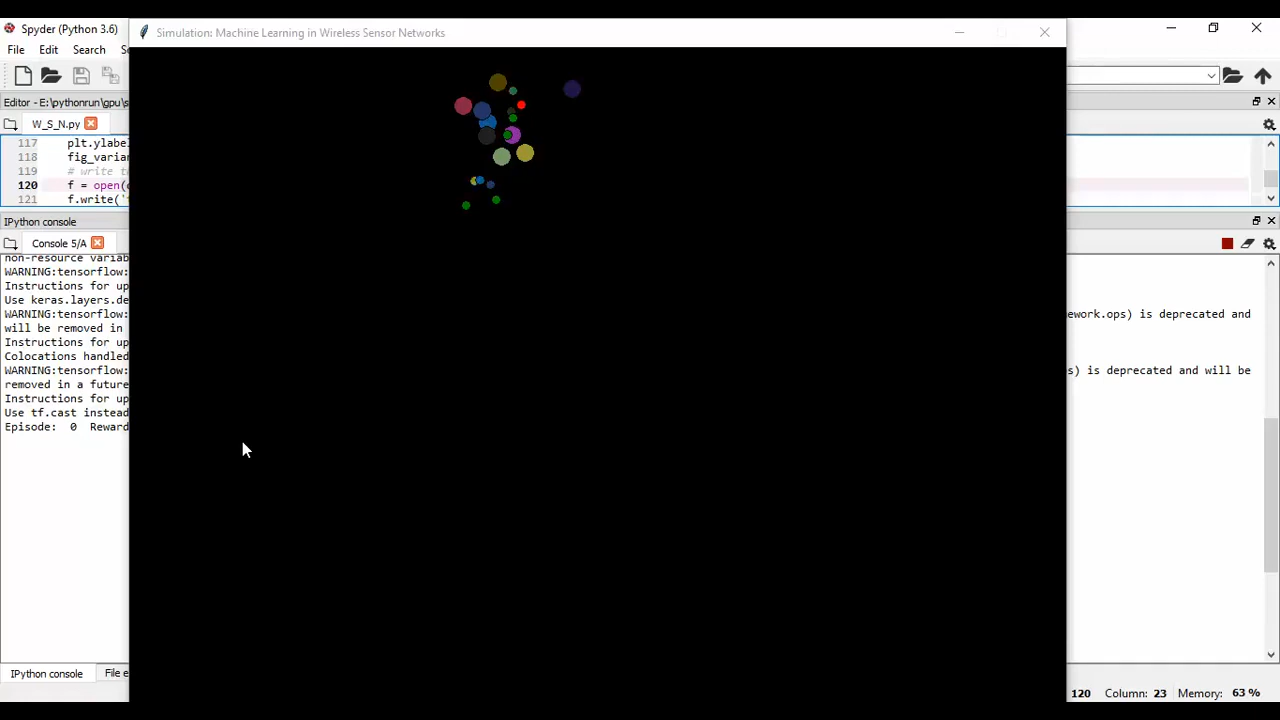 Spyder (Python 3.6)
Simulation: Machine Learning in Wireless Sensor Networks
File Edit Search
Editor - E:\pythonrun\gpu\s
W_S_N.py
117 plt.ylabe
118 fig_varian
119 # write t
120 f = open(
121 f.write('
IPython console
Console 5/A
non-resource variab
WARNING:tensorflow:
Instructions for up
Use keras.layers.de
WARNING:tensorflow: ework.ops) is deprecated and
will be removed in
Instructions for up
Colocations handled
WARNING:tensorflow: s) is deprecated and will be
removed in a future
Instructions for up
Use tf.cast instead
Episode: 0 Reward
IPython console File e
120 Column: 23 Memory: 63 %